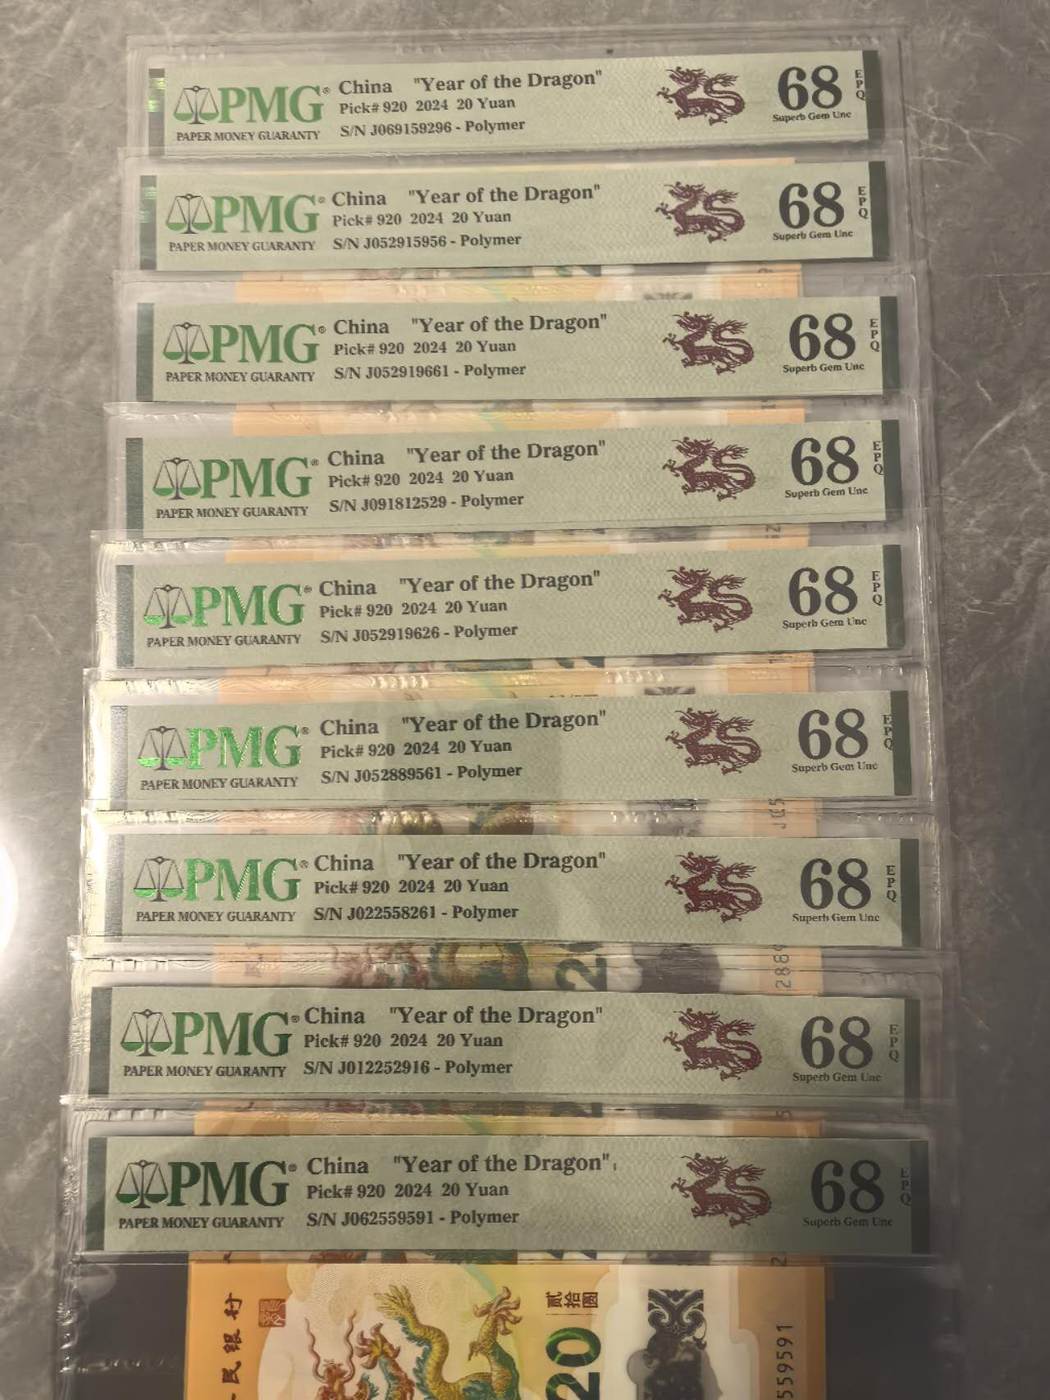 PMG®
PAPER MONEY GUARANTY
China "Year of the Dragon"
Pick# 920 2024 20 Yuan
S/N J069159296 - Polymer
68
EPQ
Superb Gem Unc
PMG®
PAPER MONEY GUARANTY
China "Year of the Dragon"
Pick# 920 2024 20 Yuan
S/N J052915956 - Polymer
68
EPQ
Superb Gem Unc
PMG®
PAPER MONEY GUARANTY
China "Year of the Dragon"
Pick# 920 2024 20 Yuan
S/N J052919661 - Polymer
68
EPQ
Superb Gem Unc
PMG®
PAPER MONEY GUARANTY
China "Year of the Dragon"
Pick# 920 2024 20 Yuan
S/N J091812529 - Polymer
68
EPQ
Superb Gem Unc
PMG®
PAPER MONEY GUARANTY
China "Year of the Dragon"
Pick# 920 2024 20 Yuan
S/N J052919626 - Polymer
68
EPQ
Superb Gem Unc
PMG®
PAPER MONEY GUARANTY
China "Year of the Dragon"
Pick# 920 2024 20 Yuan
S/N J052889561 - Polymer
68
EPQ
Superb Gem Unc
PMG®
PAPER MONEY GUARANTY
China "Year of the Dragon"
Pick# 920 2024 20 Yuan
S/N J022558261 - Polymer
68
EPQ
Superb Gem Unc
PMG®
PAPER MONEY GUARANTY
China "Year of the Dragon"
Pick# 920 2024 20 Yuan
S/N J012252916 - Polymer
68
EPQ
Superb Gem Unc
PMG®
PAPER MONEY GUARANTY
China "Year of the Dragon"
Pick# 920 2024 20 Yuan
S/N J062559591 - Polymer
68
EPQ
Superb Gem Unc
民银行
贰拾圆
20
559591